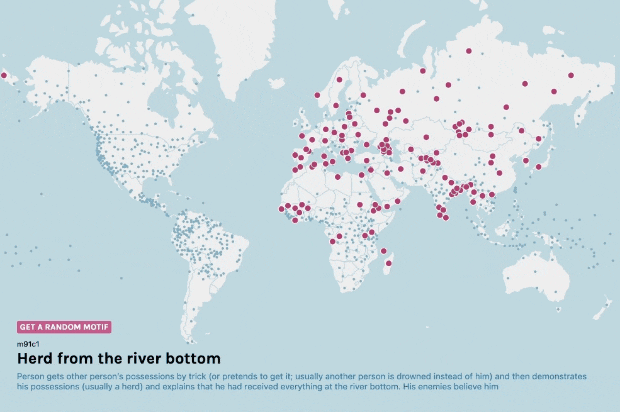 GET A RANDOM MOTIF
m91c1
Herd from the river bottom
Person gets other person's possessions by trick (or pretends to get it; usually another person is drowned instead of him) and then demonstrates
his possessions (usually a herd) and explains that he had received everything at the river bottom. His enemies believe him